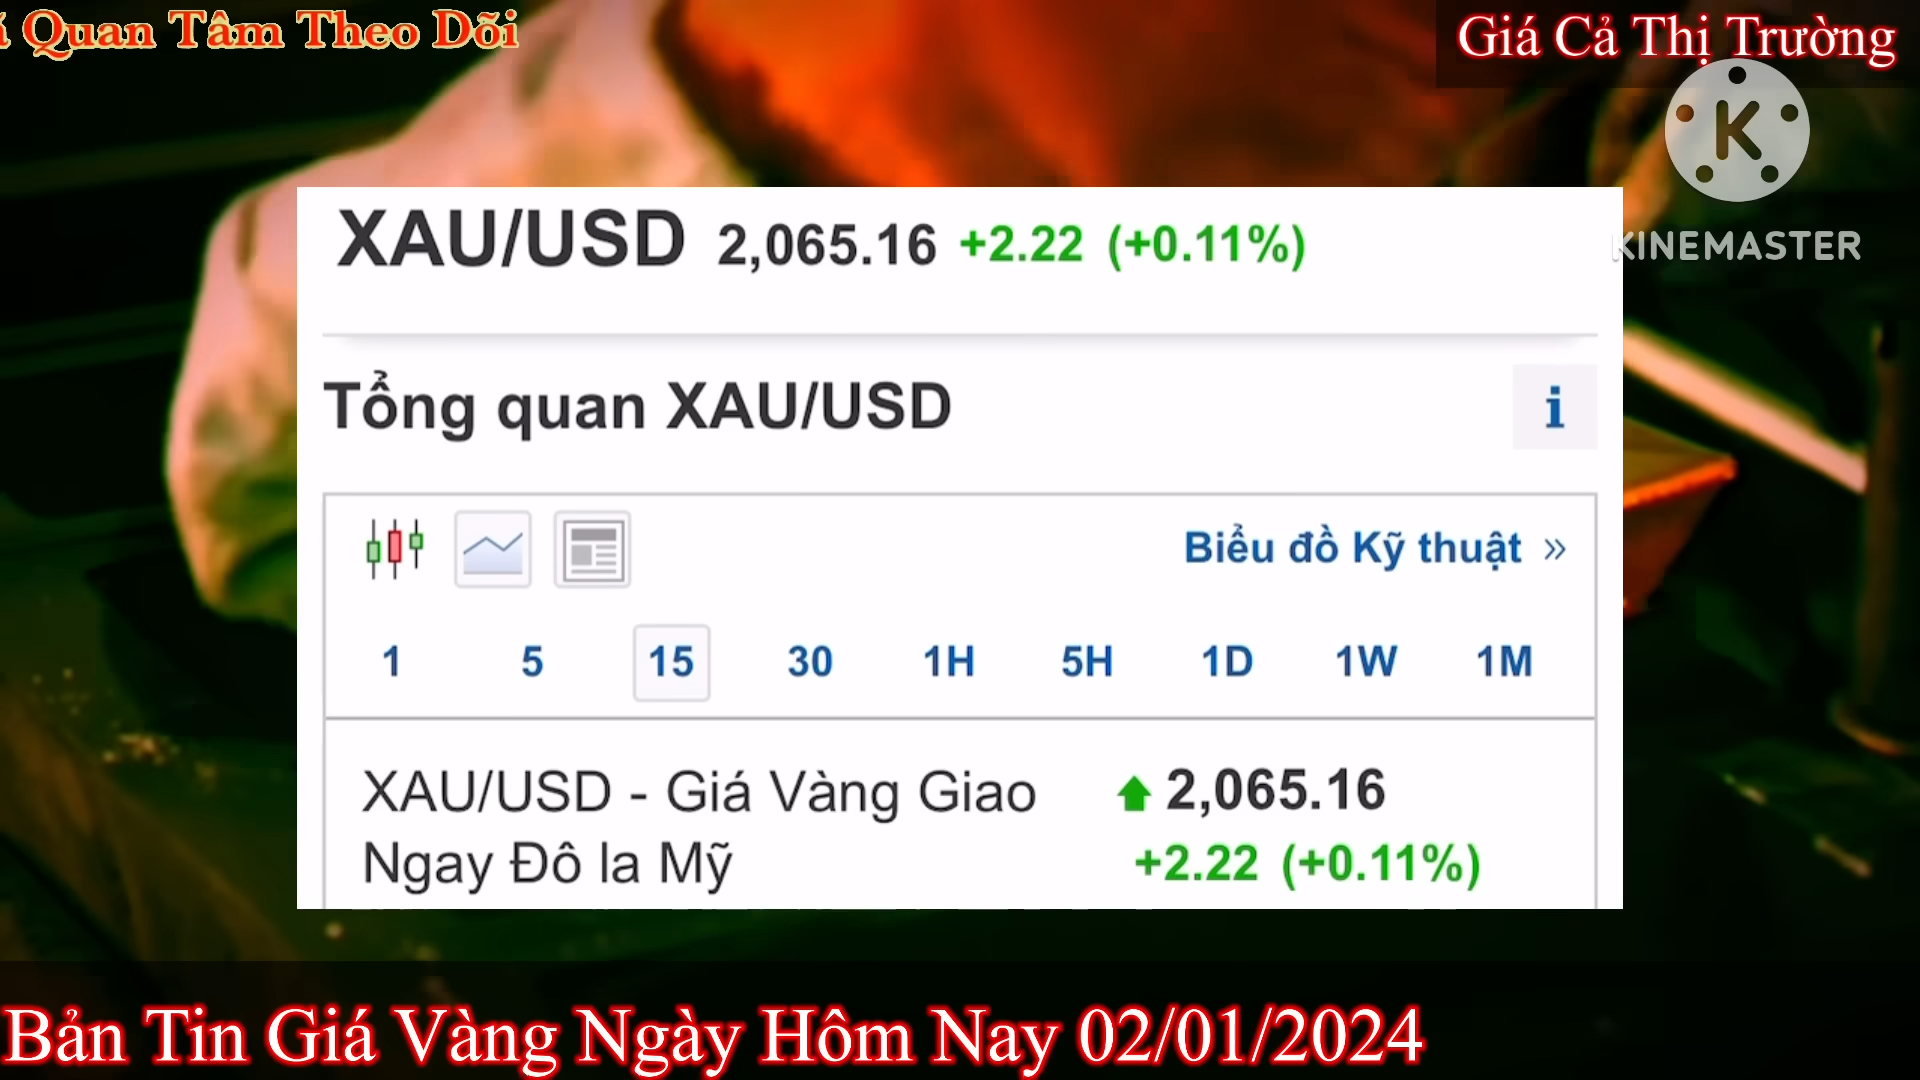 Quan Tâm Theo Dõi
Giá Cả Thị Trường
K
KINEMASTER
XAU/USD 2,065.16 +2.22 (+0.11%)
Tổng quan XAU/USD
i
Biểu đồ Kỹ thuật »
1 5 15 30 1H 5H 1D 1W 1M
XAU/USD - Giá Vàng Giao Ngay Đô la Mỹ
2,065.16
+2.22 (+0.11%)
Bản Tin Giá Vàng Ngày Hôm Nay 02/01/2024